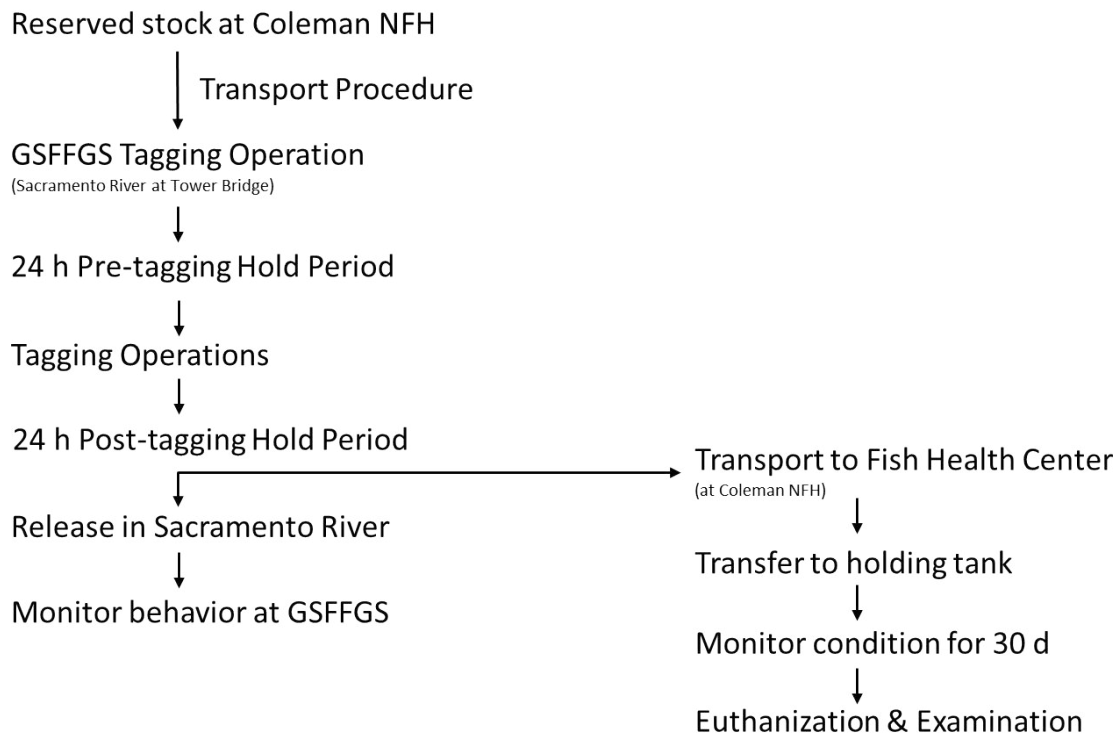 Reserved stock at Coleman NFH
Transport Procedure
GSFFGS Tagging Operation
(Sacramento River at Tower Bridge)
24 h Pre-tagging Hold Period
Tagging Operations
24 h Post-tagging Hold Period
Release in Sacramento River
Monitor behavior at GSFFGS
Transport to Fish Health Center
(at Coleman NFH)
Transfer to holding tank
Monitor condition for 30 d
Euthanization & Examination